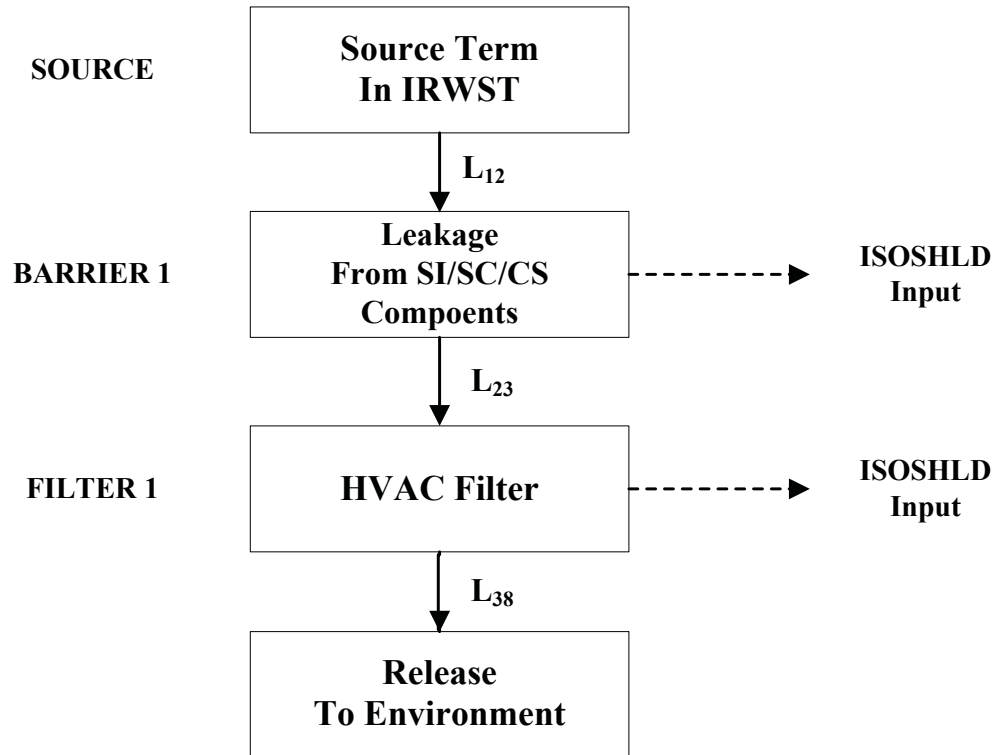 SOURCE
Source Term
In IRWST
L12
BARRIER 1
Leakage
From SI/SC/CS
Compoents
ISOSHLD
Input
L23
FILTER 1
HVAC Filter
ISOSHLD
Input
L38
Release
To Environment